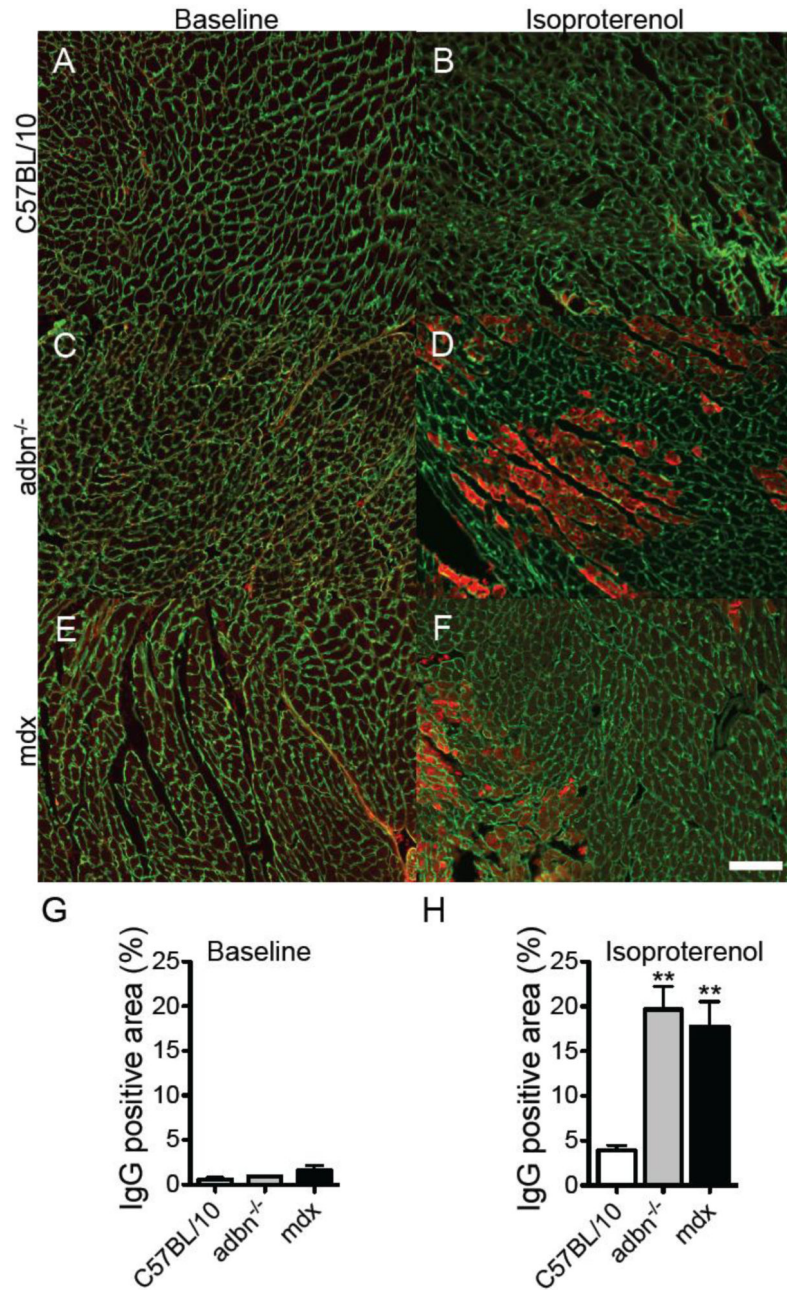 Baseline Isoproterenol
C57BL/10
A
B
adbn-/-
C
D
mdx
E
F
G
H
Baseline
IgG positive area (%)
25
20
15
10
5
0
C57BL/10
adbn-/-
mdx
Isoproterenol
IgG positive area (%)
25
20
15
10
5
0
** **
C57BL/10
adbn-/-
mdx